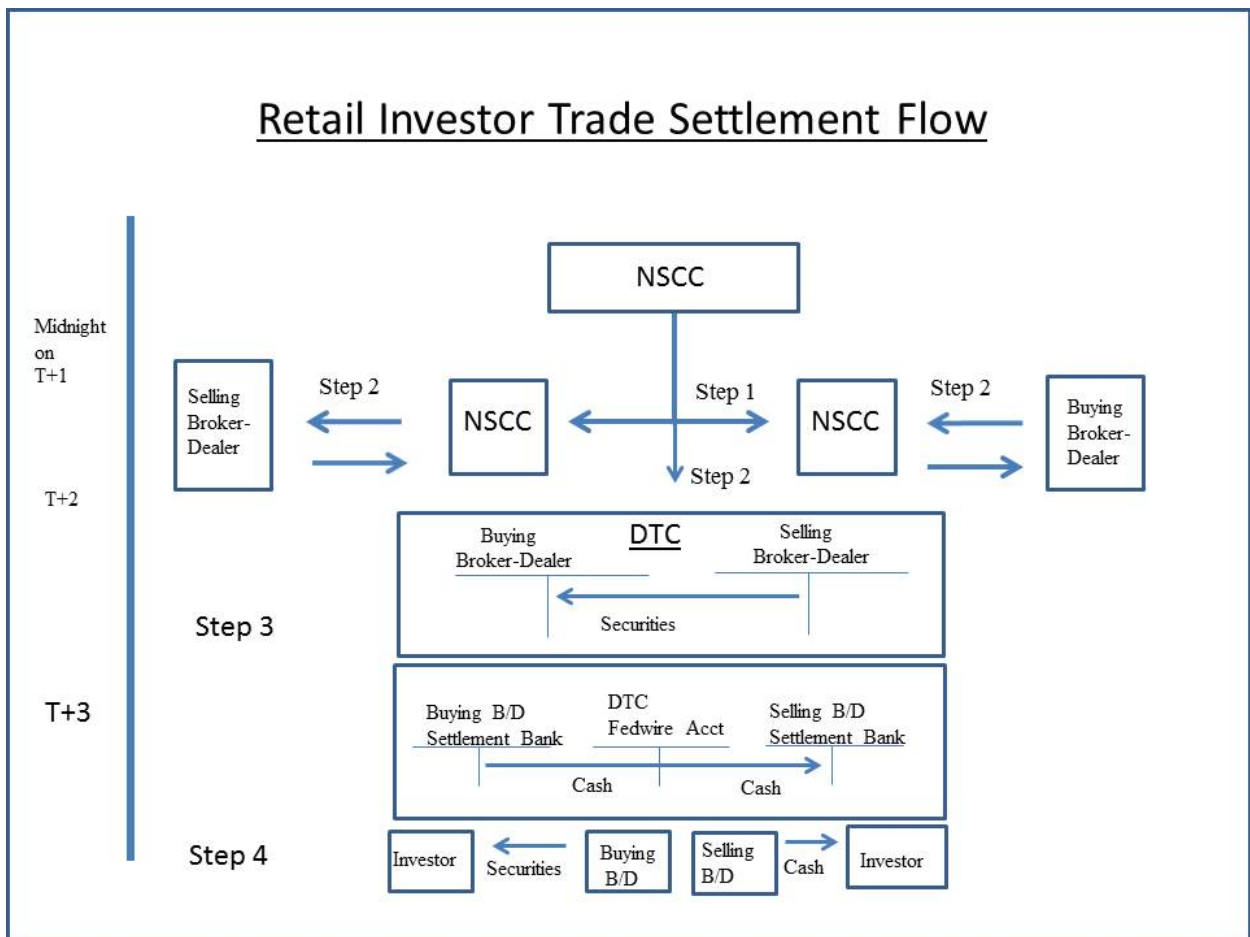 Retail Investor Trade Settlement Flow
NSCC
Midnight
on
T+1
Step 2
Step 1
Step 2
Selling
Broker-
Dealer
NSCC
NSCC
Buying
Broker-
Dealer
Step 2
T+2
DTC
Buying
Broker-Dealer
Selling
Broker-Dealer
Securities
Step 3
T+3
Buying B/D
Settlement Bank
DTC
Fedwire Acct
Selling B/D
Settlement Bank
Cash
Cash
Step 4
Investor
Securities
Buying
B/D
Selling
B/D
Cash
Investor